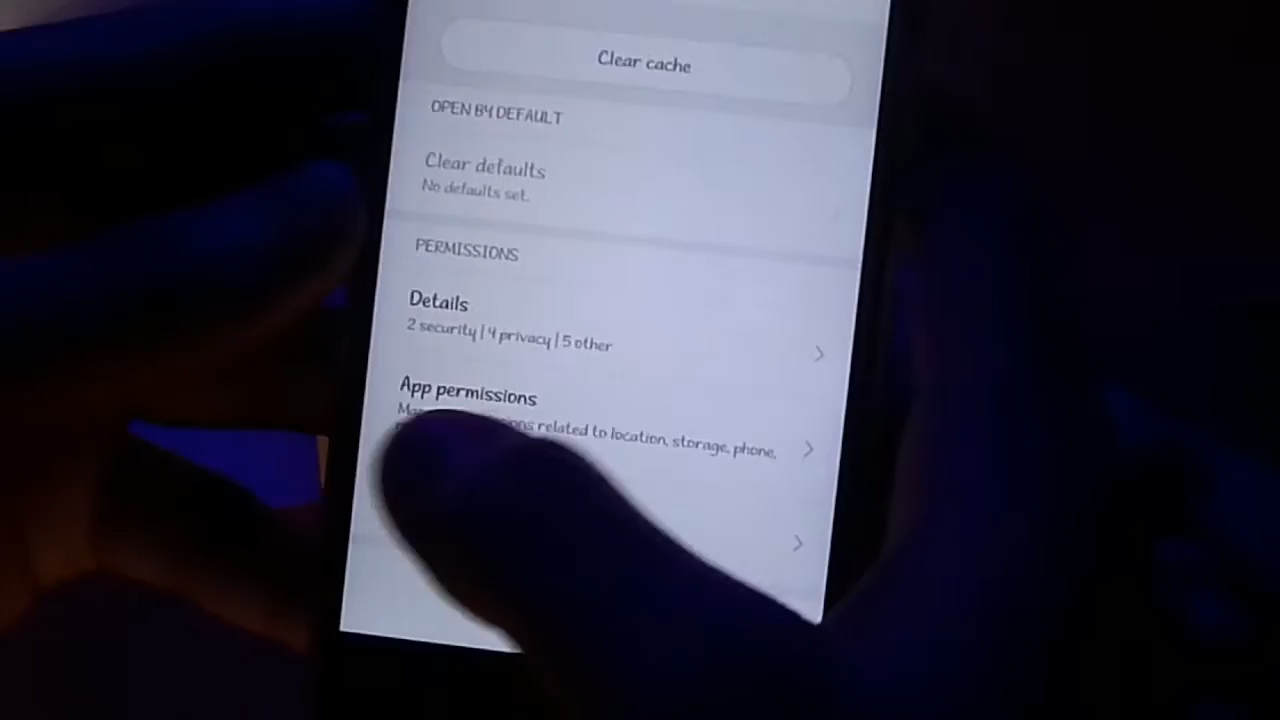 Clear cache
OPEN BY DEFAULT
Clear defaults
No defaults set.
PERMISSIONS
Details
2 security | 4 privacy | 5 other
App permissions
related to location, storage, phone,